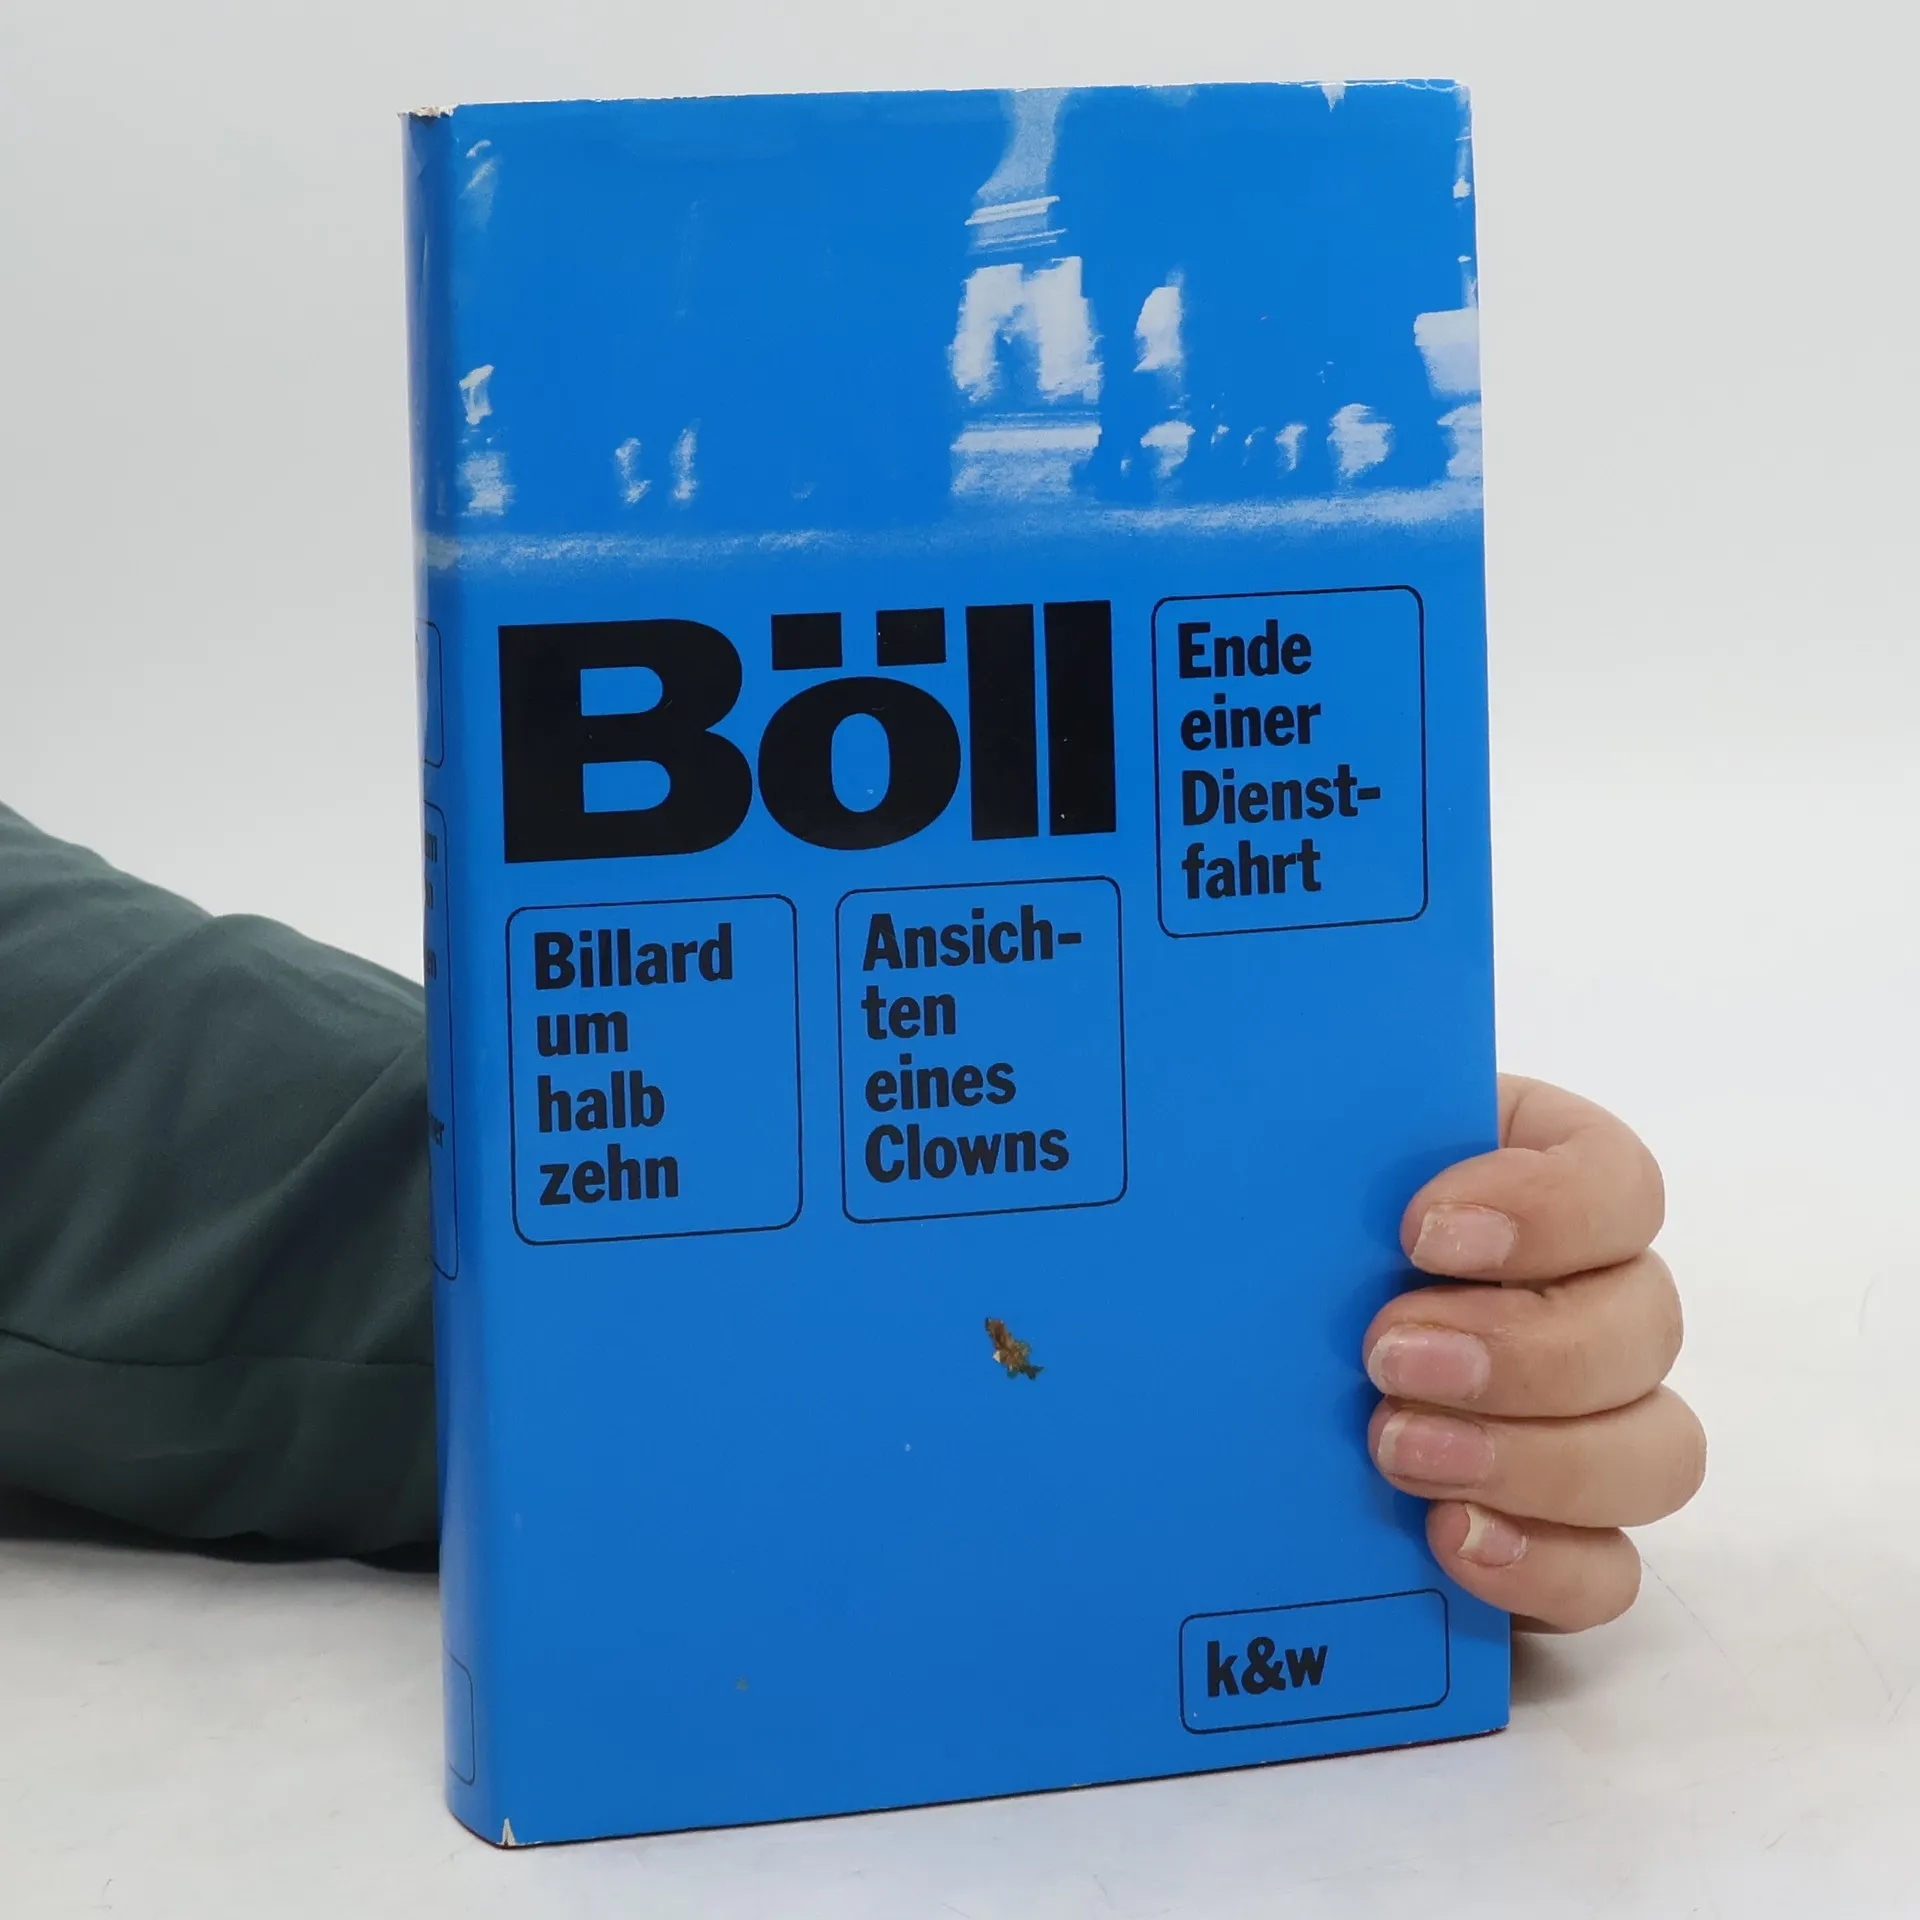 Böll
Ende
einer
Dienst-
fahrt
Billard
um
halb
zehn
Ansich-
ten
eines
Clowns
k&w